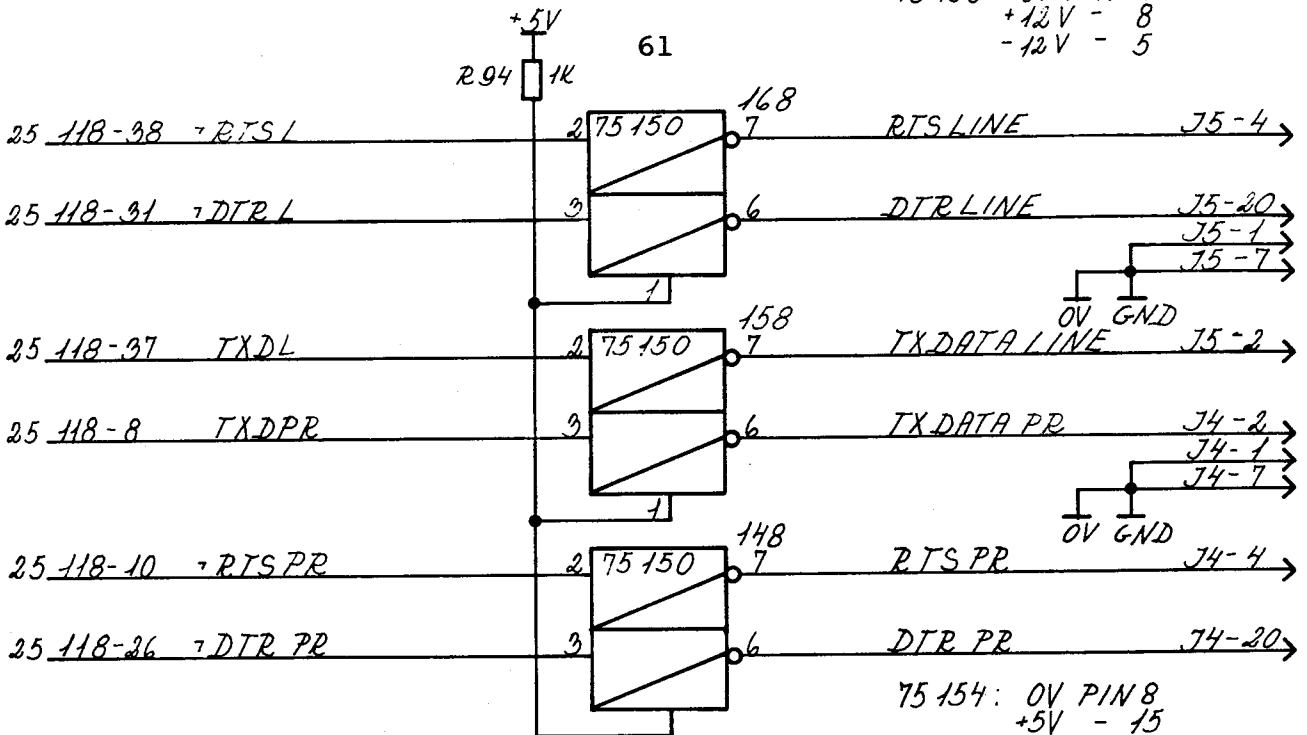 +12V - 8
-12V - 5
+5V
61
R94 1K
168
25 118-38 ¬RTSL 2 75150 7 RTS LINE J5-4
25 118-31 ¬DTRL 3 6 DTR LINE J5-20
J5-1
J5-7
1
0V GND
158
25 118-37 TXDL 2 75150 7 TXDATA LINE J5-2
25 118-8 TXDPR 3 6 TXDATA PR J4-2
J4-1
J4-7
1
0V GND
148
25 118-10 ¬RTSPR 2 75150 7 RTS PR J4-4
25 118-26 ¬DTR PR 3 6 DTR PR J4-20
75154: 0V PIN 8
+5V - 15